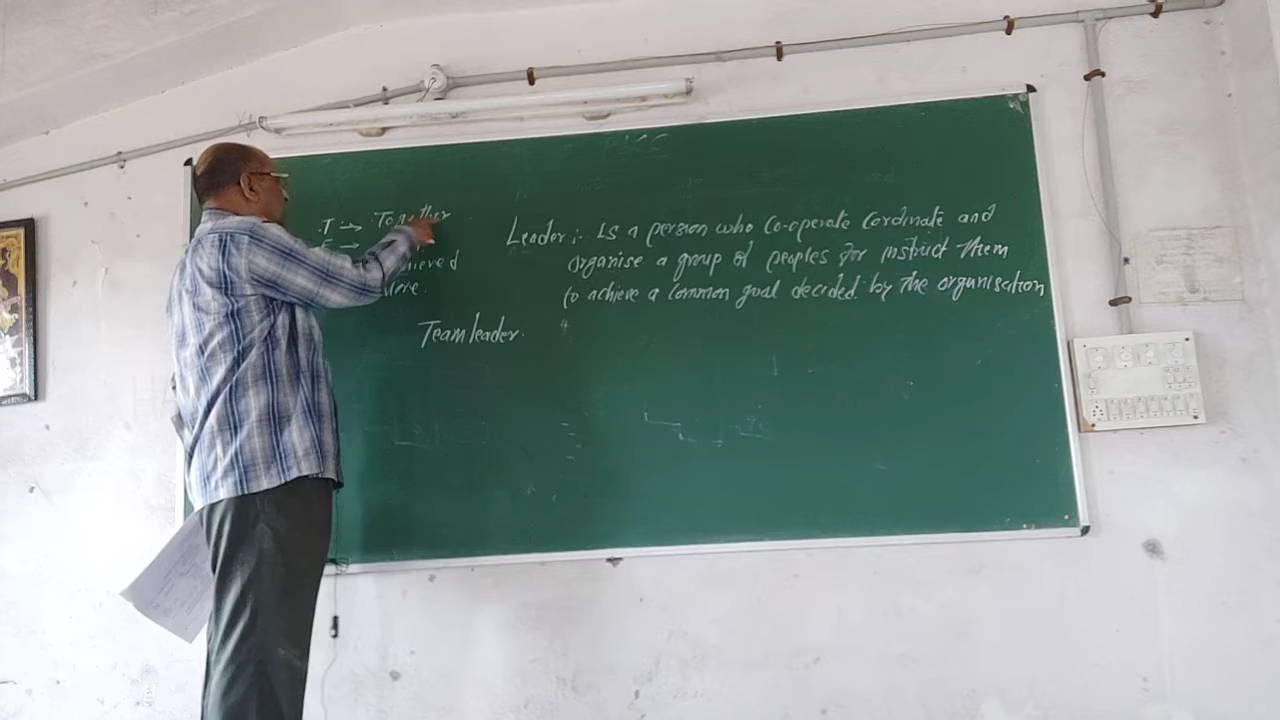 T → Together
E →
hieved
ore.
Team leader.
Leader :- Is a person who Co-operate Cordinate and
organise a group of peoples for instruct them
to achieve a common goal decided by the organisation